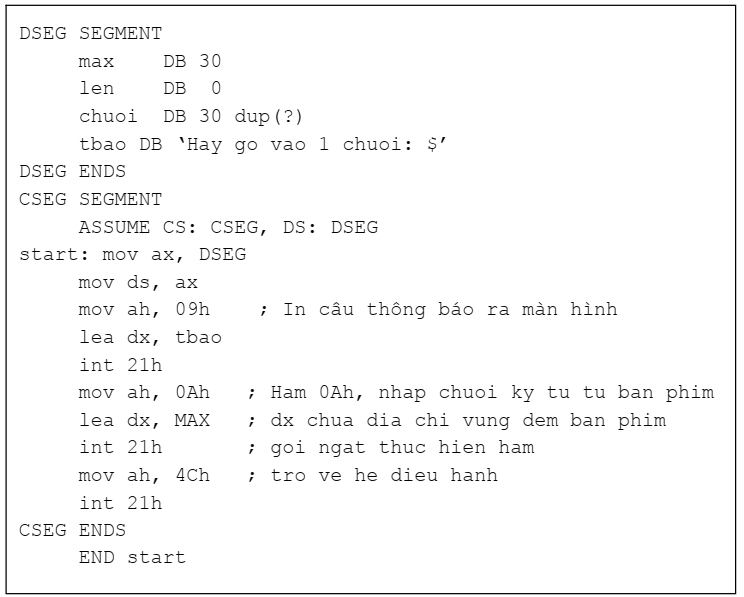 DSEG SEGMENT
max DB 30
len DB 0
chuoi DB 30 dup(?)
tbao DB ‘Hay go vao 1 chuoi: $’
DSEG ENDS
CSEG SEGMENT
ASSUME CS: CSEG, DS: DSEG
start: mov ax, DSEG
mov ds, ax
mov ah, 09h ; In câu thông báo ra màn hình
lea dx, tbao
int 21h
mov ah, 0Ah ; Ham 0Ah, nhap chuoi ky tu tu ban phim
lea dx, MAX ; dx chua dia chi vung dem ban phim
int 21h ; goi ngat thuc hien ham
mov ah, 4Ch ; tro ve he dieu hanh
int 21h
CSEG ENDS
END start